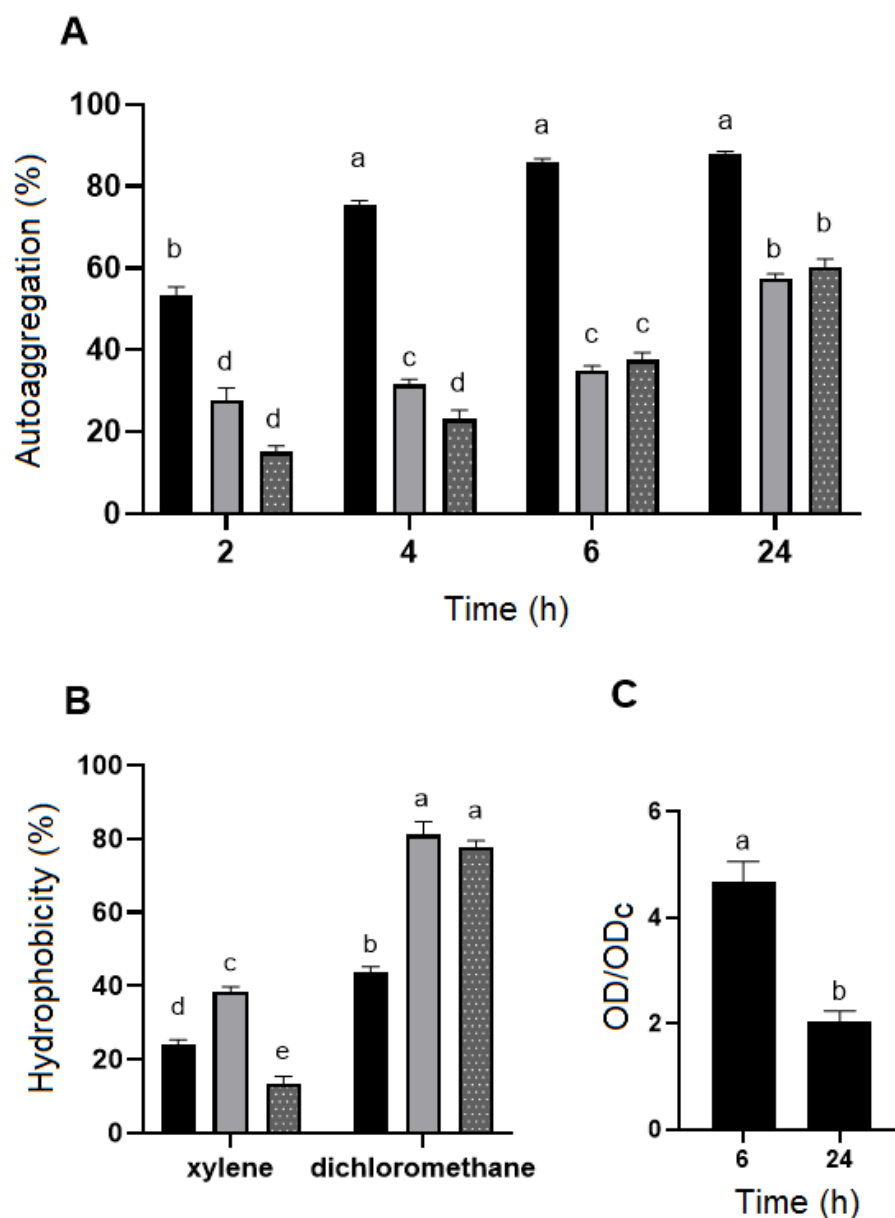 A
Autoaggregation (%)
100
80
60
40
20
0
b
d
d
a
c
d
a
c
c
a
b
b
2
4
6
24
Time (h)
B
Hydrophobicity (%)
100
80
60
40
20
0
d
c
e
b
a
a
xylene
dichloromethane
C
OD/ODc
6
4
2
0
a
b
6
24
Time (h)